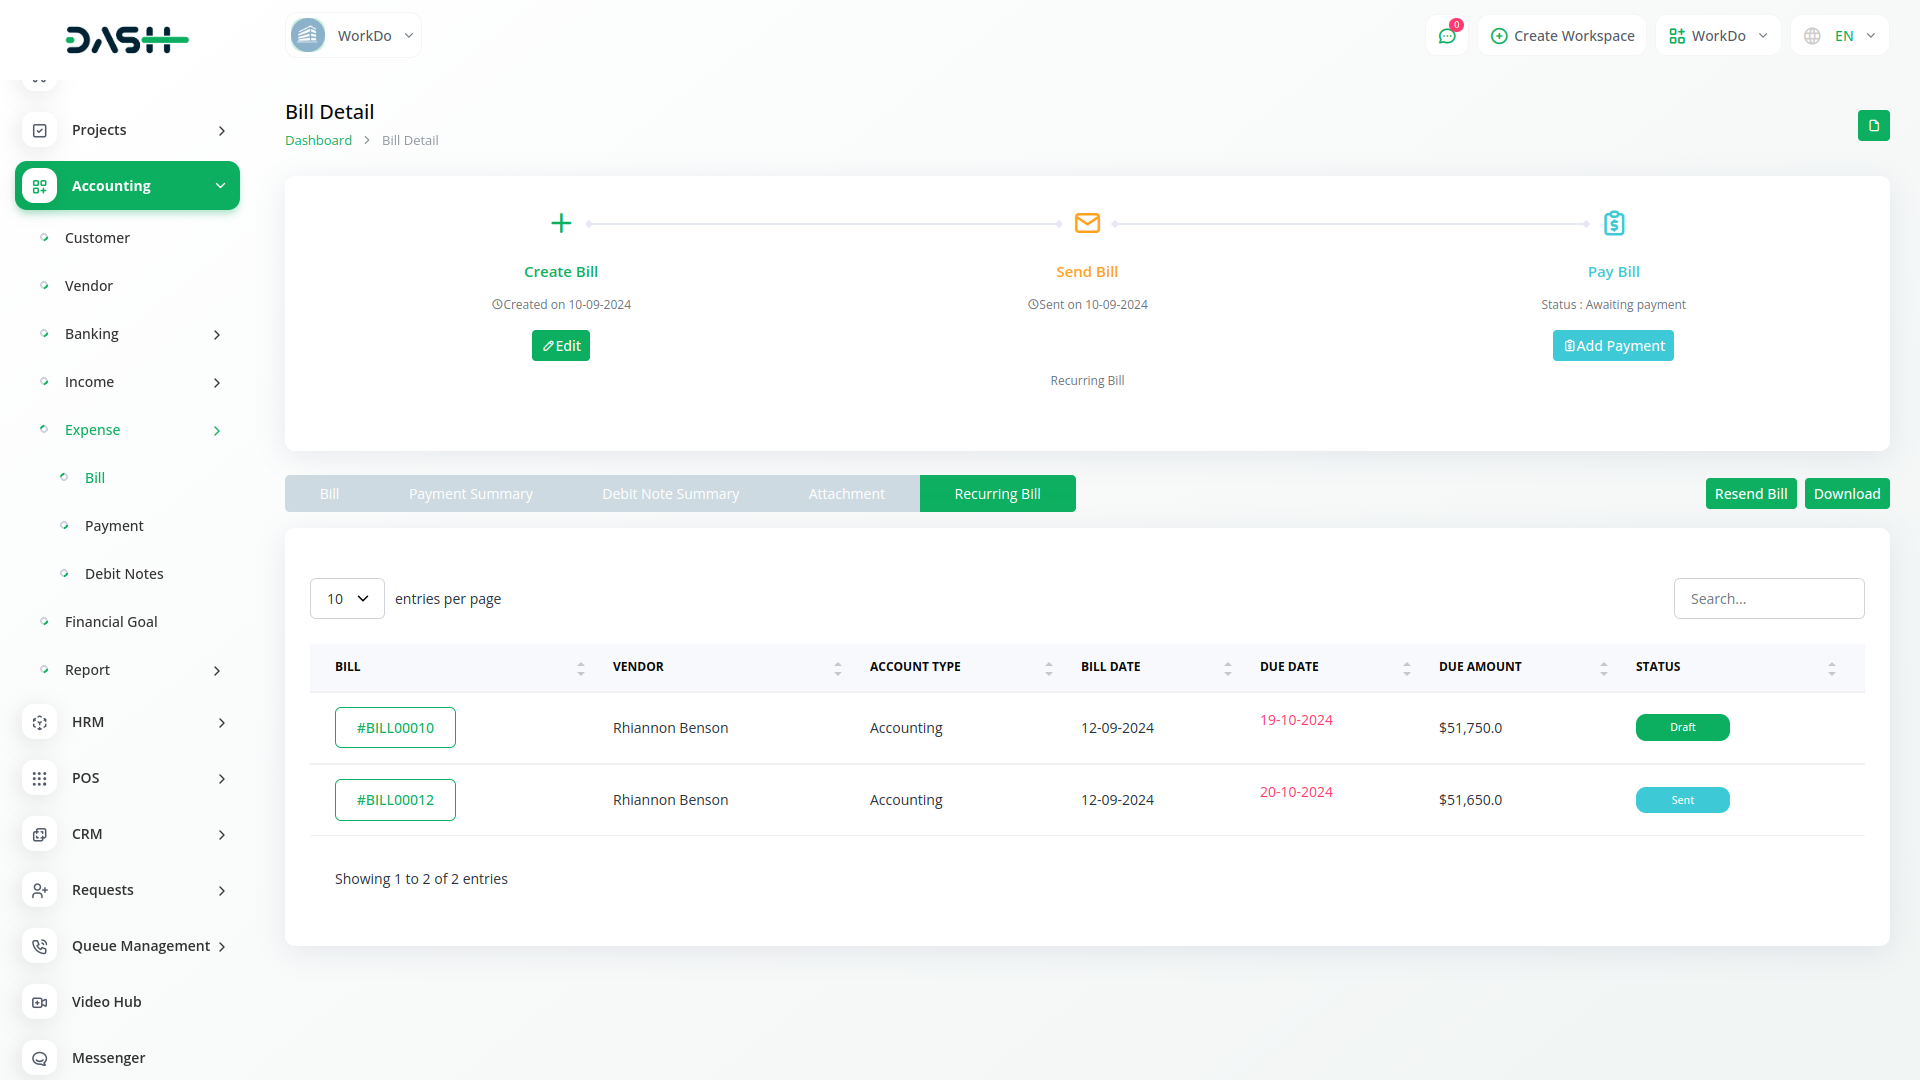 DASH
WorkDo
0
Create Workspace
WorkDo
EN
Projects
Accounting
Customer
Vendor
Banking
Income
Expense
Bill
Payment
Debit Notes
Financial Goal
Report
HRM
POS
CRM
Requests
Queue Management
Video Hub
Messenger
Bill Detail
Dashboard
Bill Detail
Create Bill
Created on 10-09-2024
Edit
Send Bill
Sent on 10-09-2024
Recurring Bill
Pay Bill
Status : Awaiting payment
Add Payment
Bill
Payment Summary
Debit Note Summary
Attachment
Recurring Bill
Resend Bill
Download
10
entries per page
Search...
BILL VENDOR ACCOUNT TYPE BILL DATE DUE DATE DUE AMOUNT STATUS
#BILL00010 Rhiannon Benson Accounting 12-09-2024 19-10-2024 $51,750.0 Draft
#BILL00012 Rhiannon Benson Accounting 12-09-2024 20-10-2024 $51,650.0 Sent
Showing 1 to 2 of 2 entries